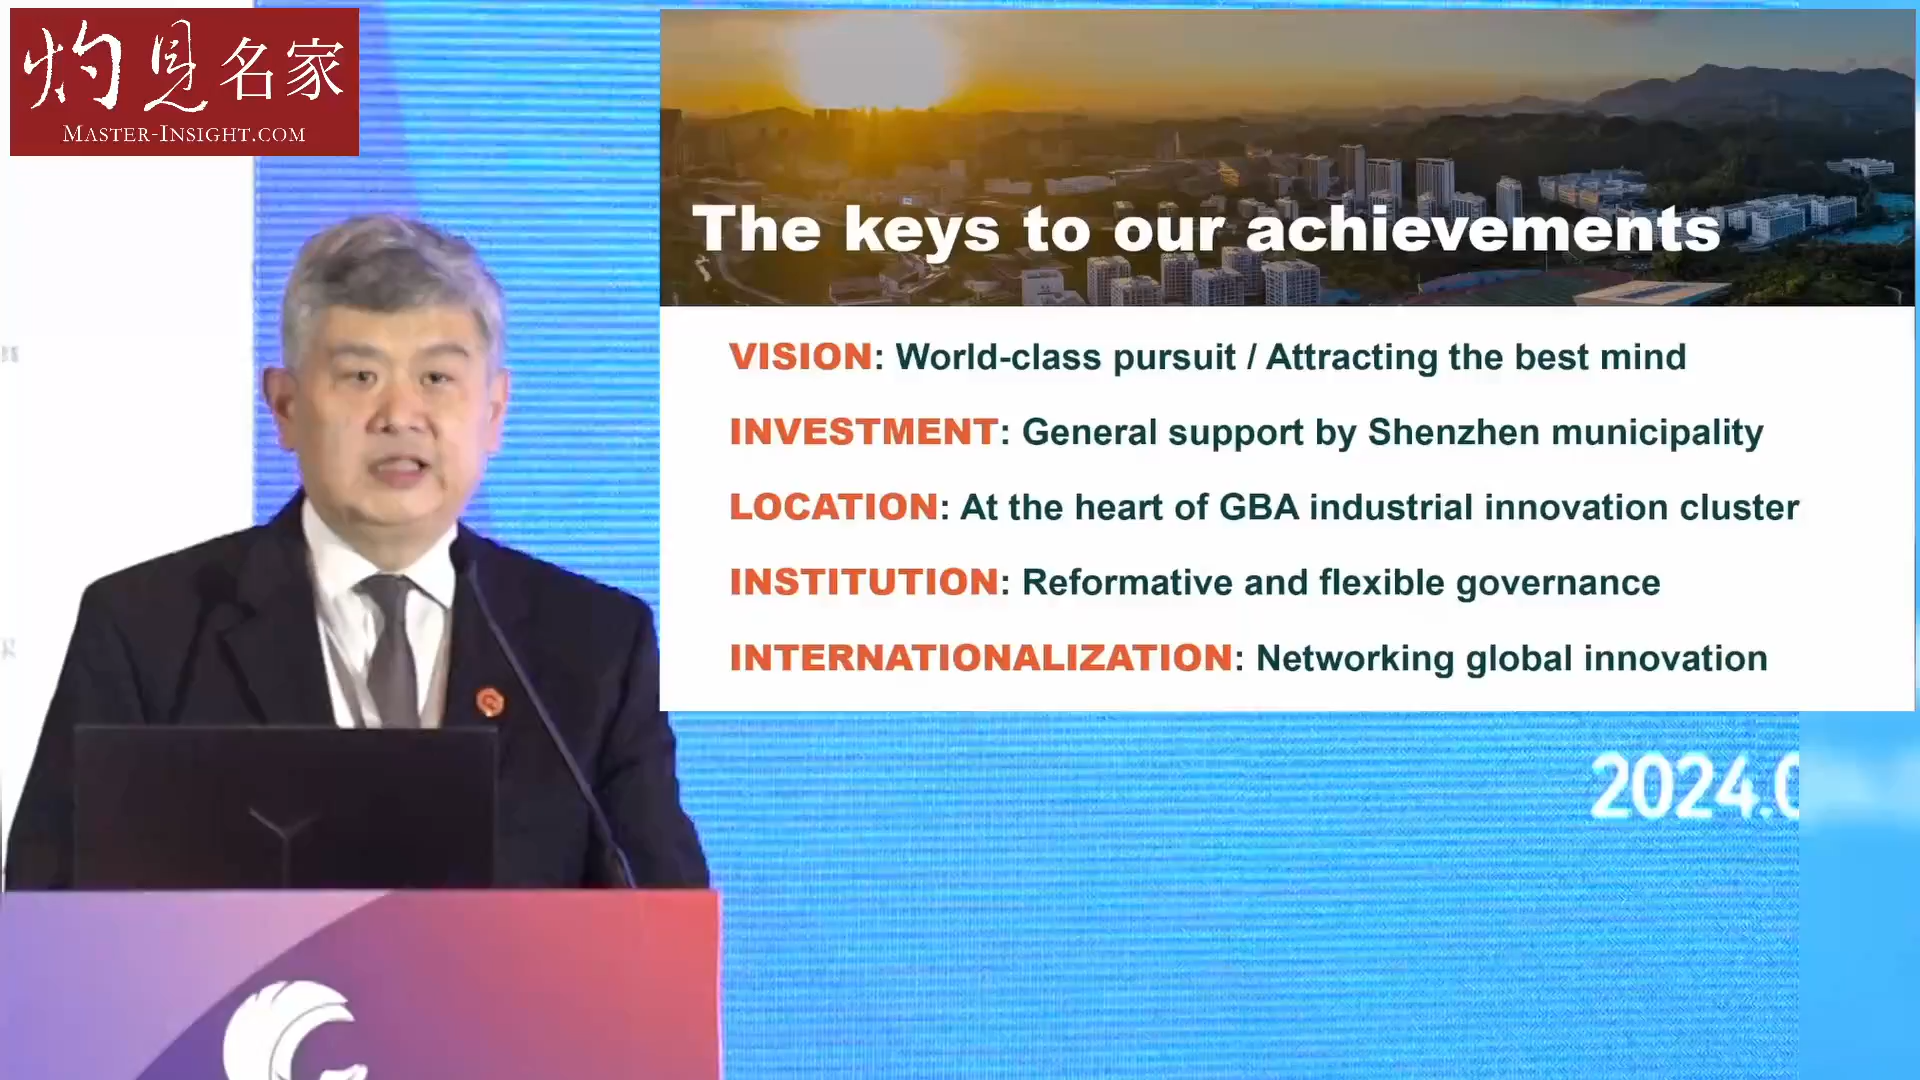 灼見名家
MASTER-INSIGHT.COM
The keys to our achievements
VISION: World-class pursuit / Attracting the best mind
INVESTMENT: General support by Shenzhen municipality
LOCATION: At the heart of GBA industrial innovation cluster
INSTITUTION: Reformative and flexible governance
INTERNATIONALIZATION: Networking global innovation
2024.0